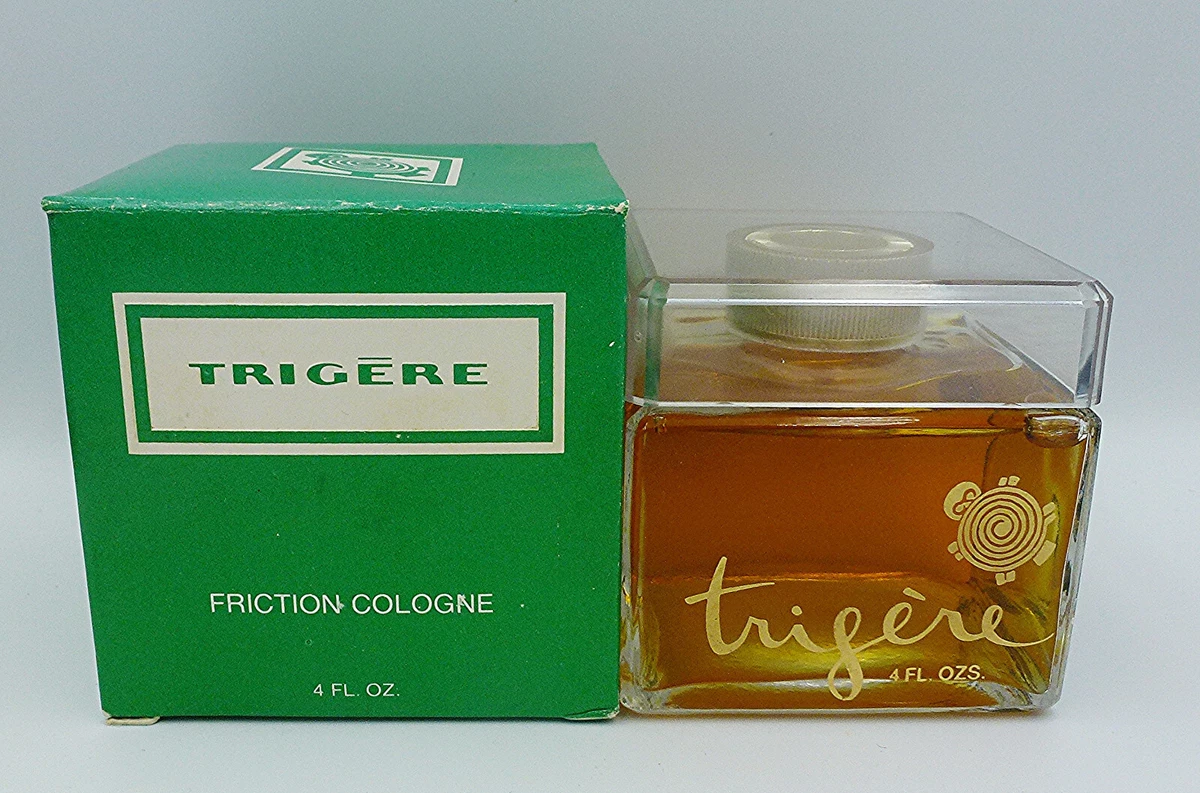 TRIGĒRE
FRICTION COLOGNE
4 FL. OZ.
trigère
4 FL. OZS.